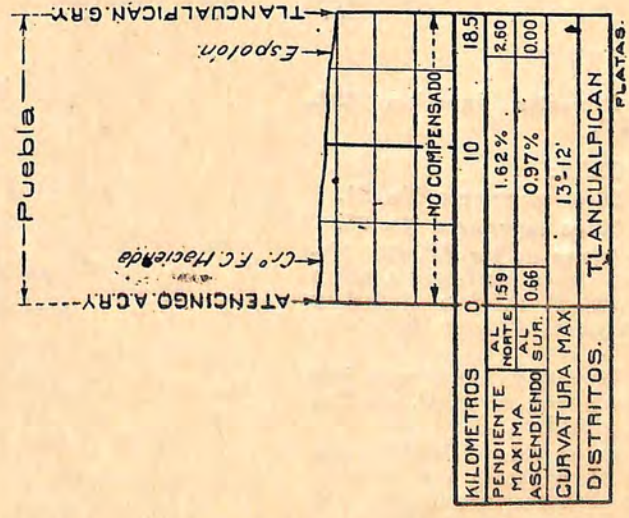 Puebla
ATENCINGO. A.C.R.Y.
Cr.º F.C. Hacienda
Espolón.
TLANCUALPICAN. G.R.Y.
NO COMPENSADO
KILOMETROS 0 10 18.5
PENDIENTE MAXIMA ASCENDIENDO
AL NORTE 1.59 1.62% 2.60
AL SUR. 0.66 0.97% 0.00
CURVATURA MAX 13°-12'
DISTRITOS. TLANCUALPICAN
PLATAS.